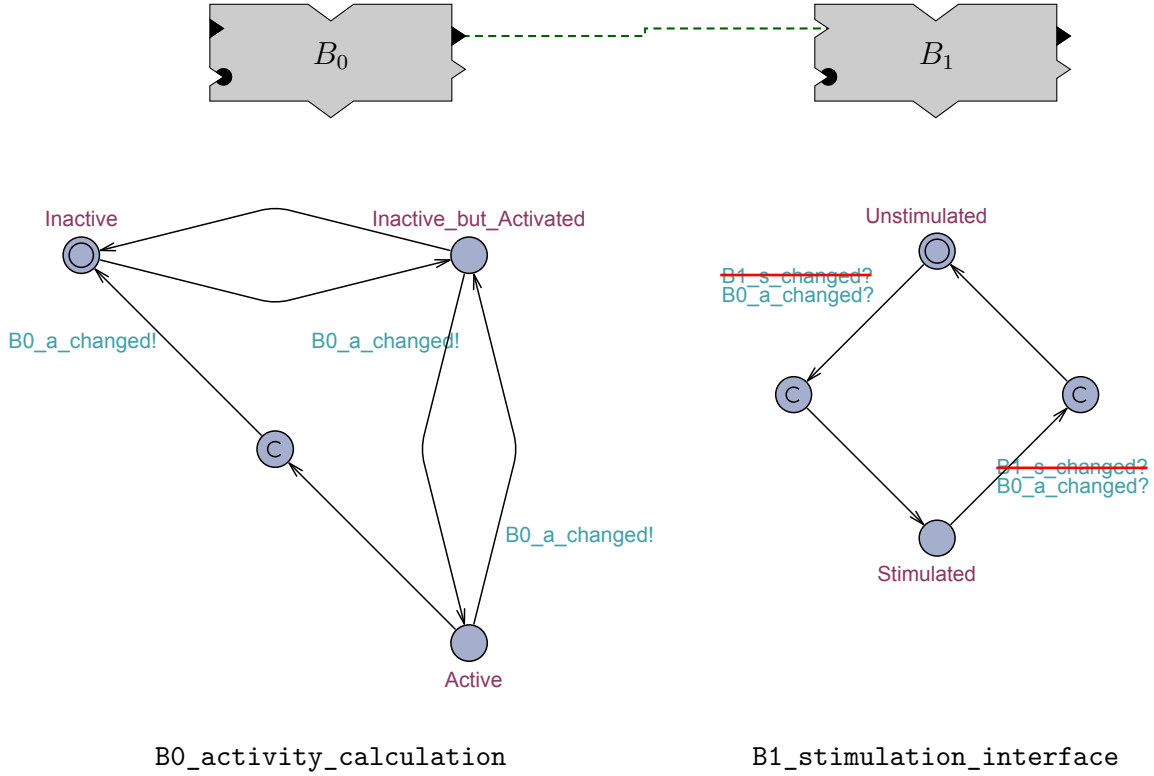 B0
B1
Inactive
Inactive_but_Activated
Unstimulated
B1_s_changed?
B0_a_changed?
B0_a_changed!
B0_a_changed!
C
C
C
B1_s_changed?
B0_a_changed?
B0_a_changed!
Stimulated
Active
B0_activity_calculation
B1_stimulation_interface